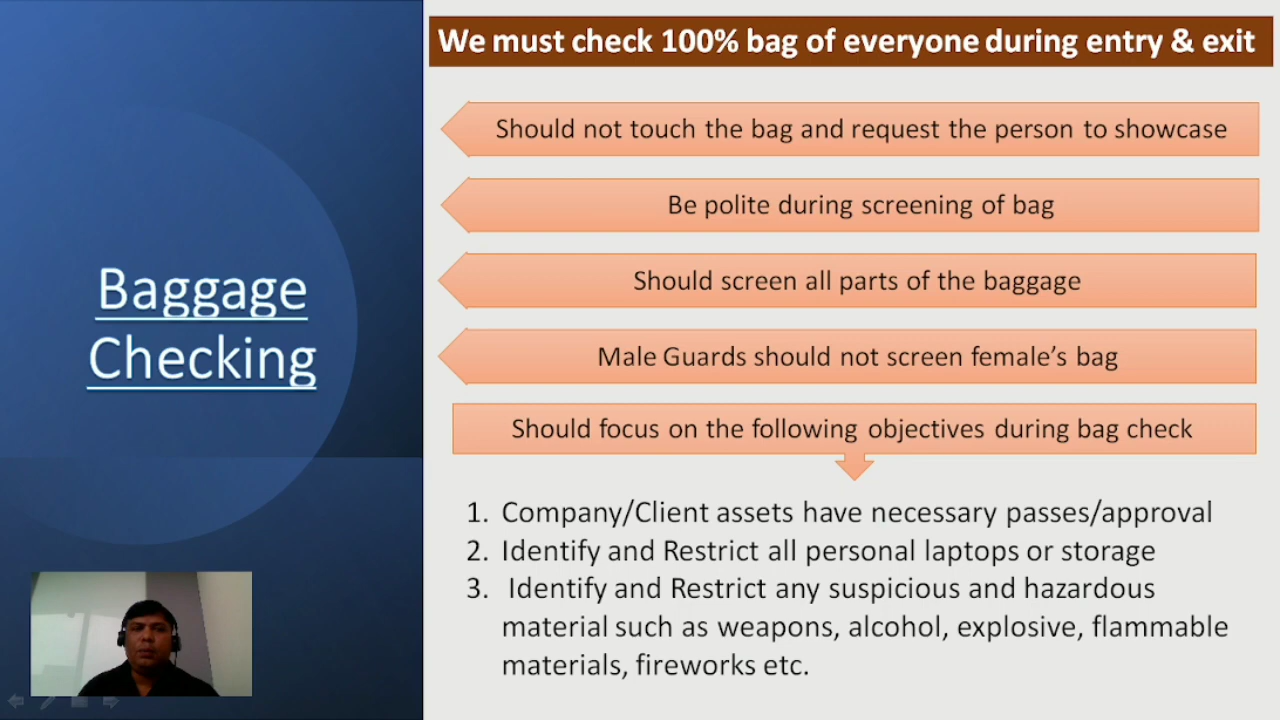 Baggage
Checking
We must check 100% bag of everyone during entry & exit
Should not touch the bag and request the person to showcase
Be polite during screening of bag
Should screen all parts of the baggage
Male Guards should not screen female’s bag
Should focus on the following objectives during bag check
1. Company/Client assets have necessary passes/approval
2. Identify and Restrict all personal laptops or storage
3. Identify and Restrict any suspicious and hazardous
material such as weapons, alcohol, explosive, flammable
materials, fireworks etc.